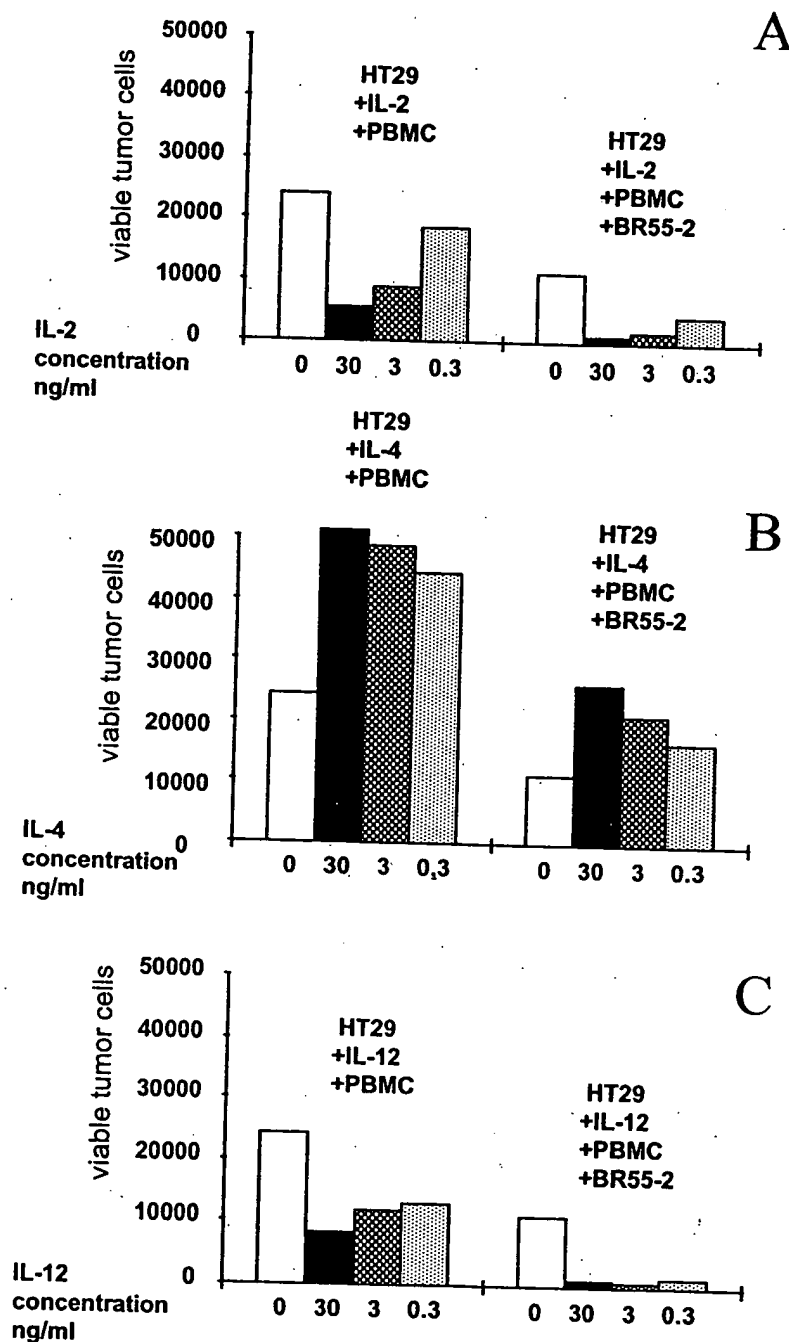 A
50000
40000
30000
20000
10000
0
viable tumor cells
HT29
+IL-2
+PBMC
HT29
+IL-2
+PBMC
+BR55-2
IL-2
concentration
ng/ml
0 30 3 0.3 0 30 3 0.3
B
HT29
+IL-4
+PBMC
HT29
+IL-4
+PBMC
+BR55-2
50000
40000
30000
20000
10000
0
viable tumor cells
IL-4
concentration
ng/ml
0 30 3 0.3 0 30 3 0.3
C
50000
40000
30000
20000
10000
0
viable tumor cells
HT29
+IL-12
+PBMC
HT29
+IL-12
+PBMC
+BR55-2
IL-12
concentration
ng/ml
0 30 3 0.3 0 30 3 0.3